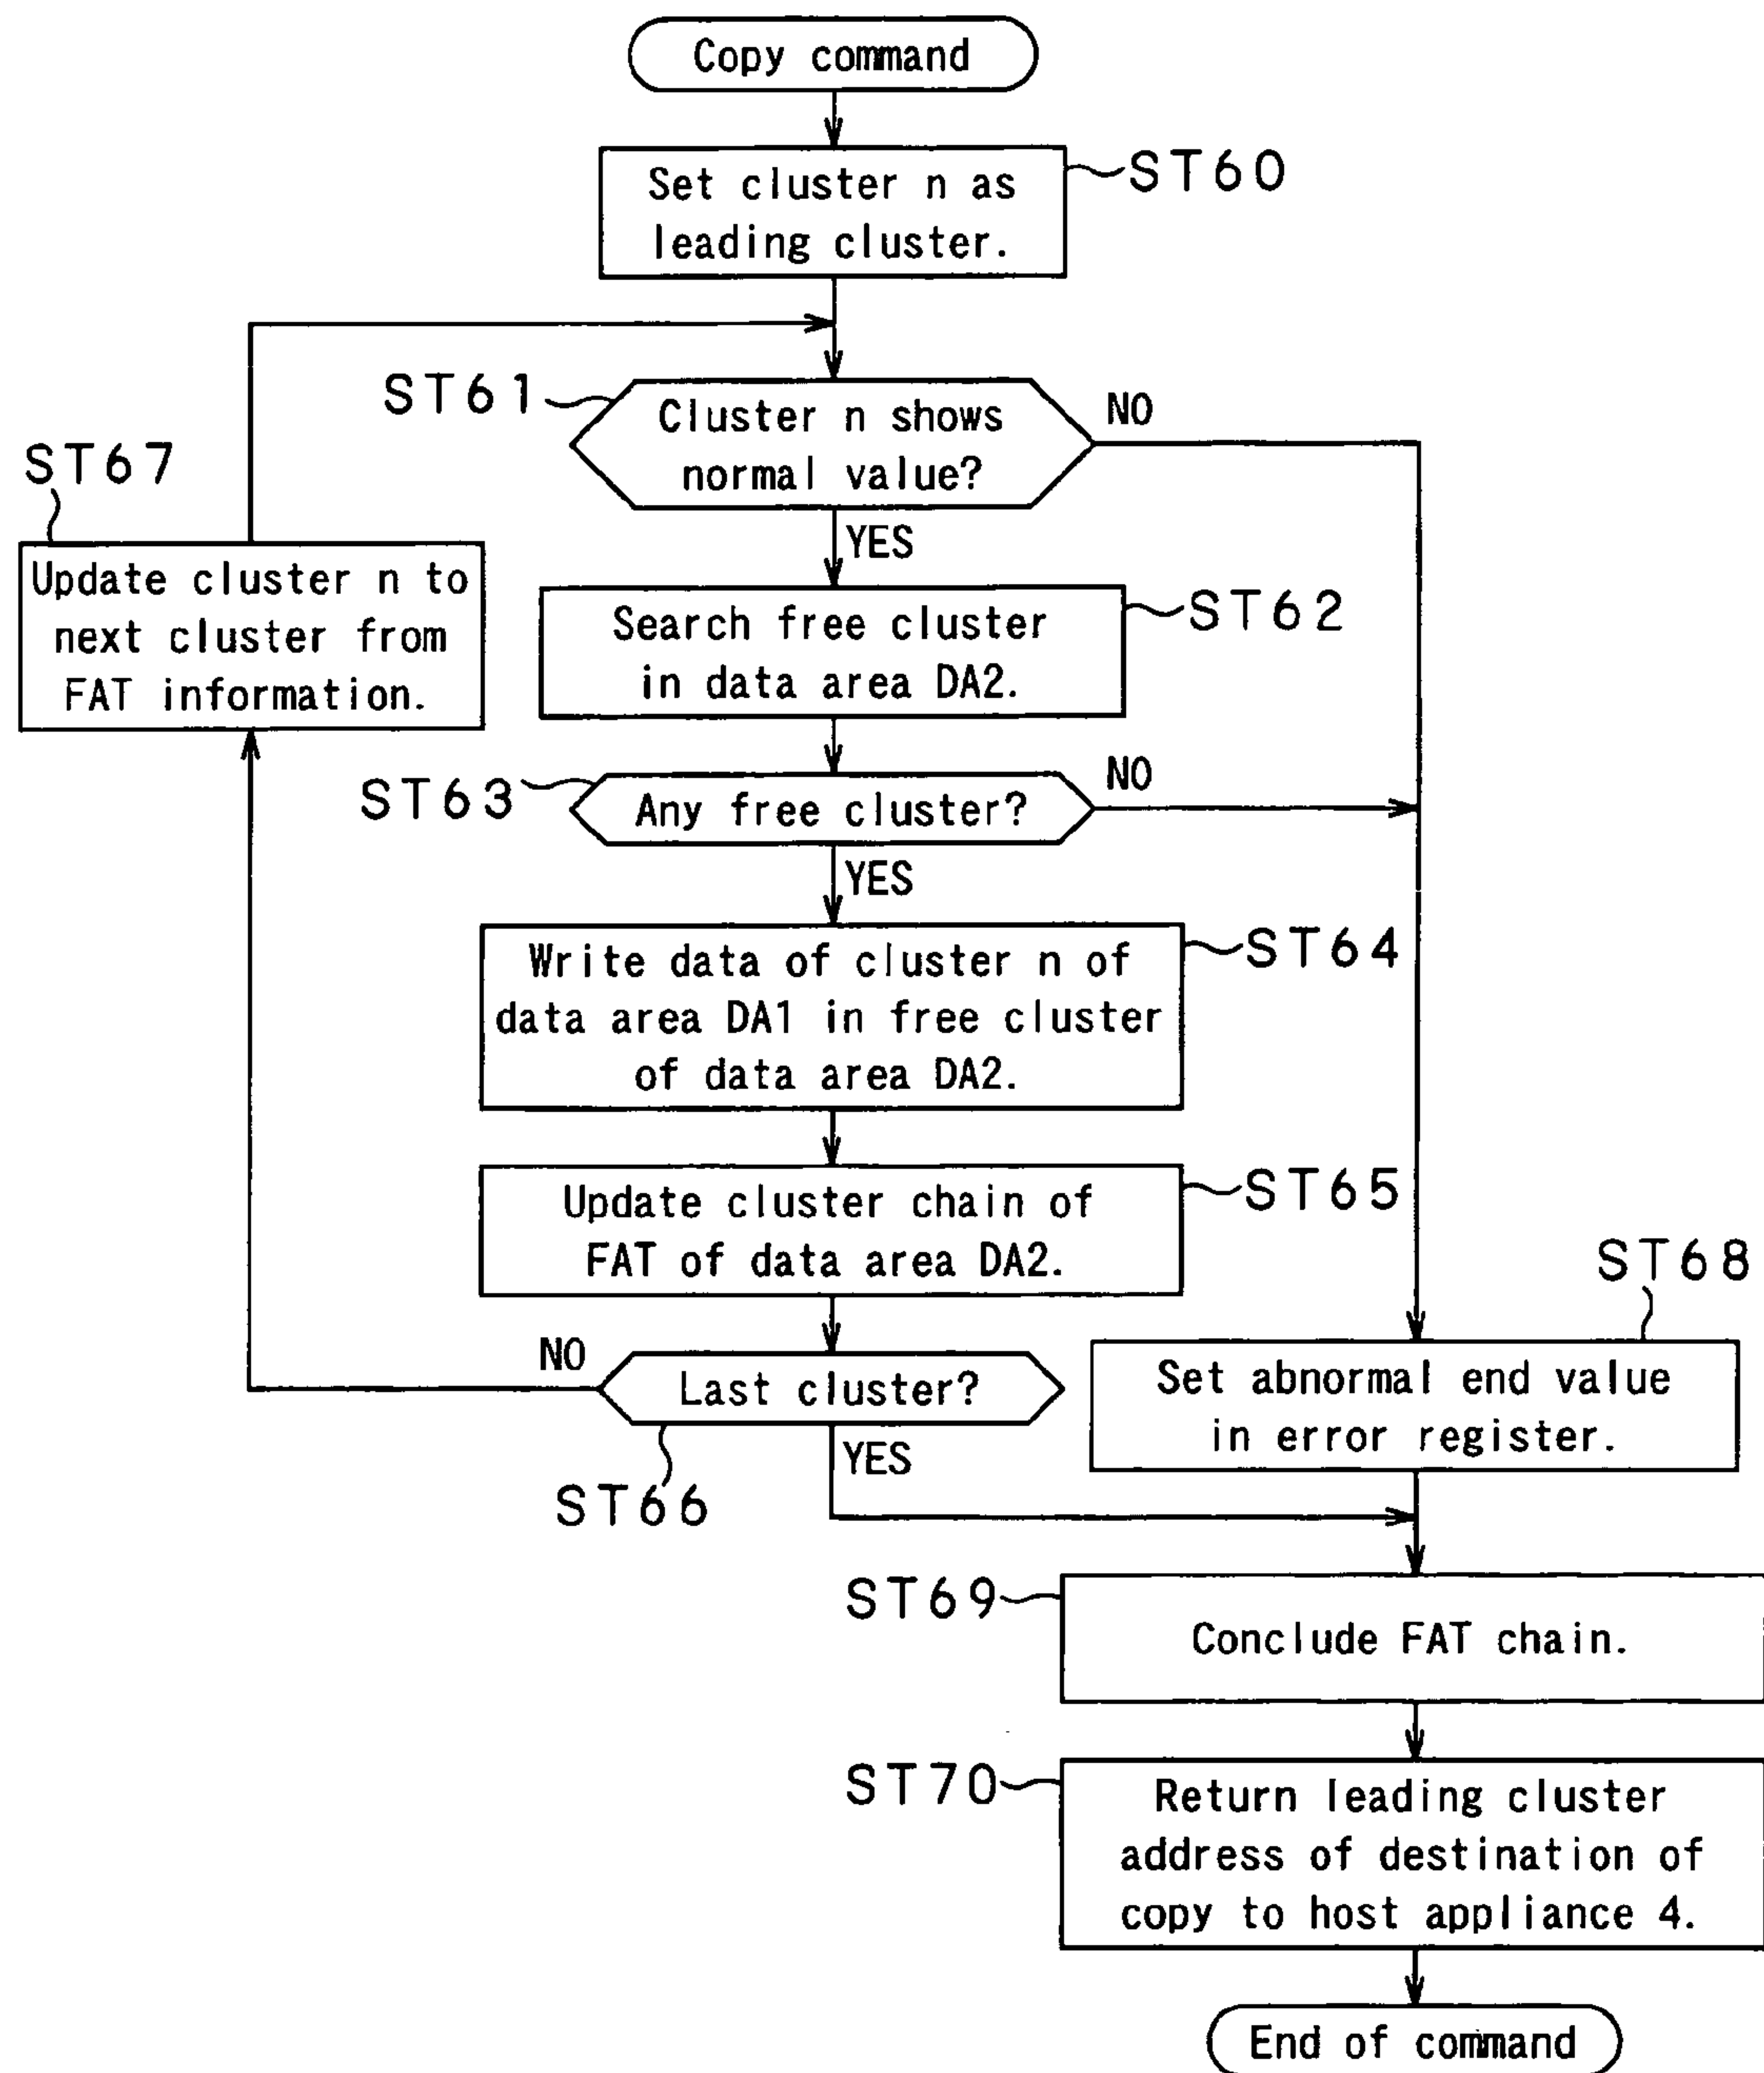 Copy command
Set cluster n as
leading cluster.
ST60
ST61
Cluster n shows
normal value?
NO
YES
ST67
Update cluster n to
next cluster from
FAT information.
Search free cluster
in data area DA2.
ST62
ST63
Any free cluster?
NO
YES
Write data of cluster n of
data area DA1 in free cluster
of data area DA2.
ST64
Update cluster chain of
FAT of data area DA2.
ST65
NO
Last cluster?
YES
ST66
ST68
Set abnormal end value
in error register.
ST69
Conclude FAT chain.
ST70
Return leading cluster
address of destination of
copy to host appliance 4.
End of command